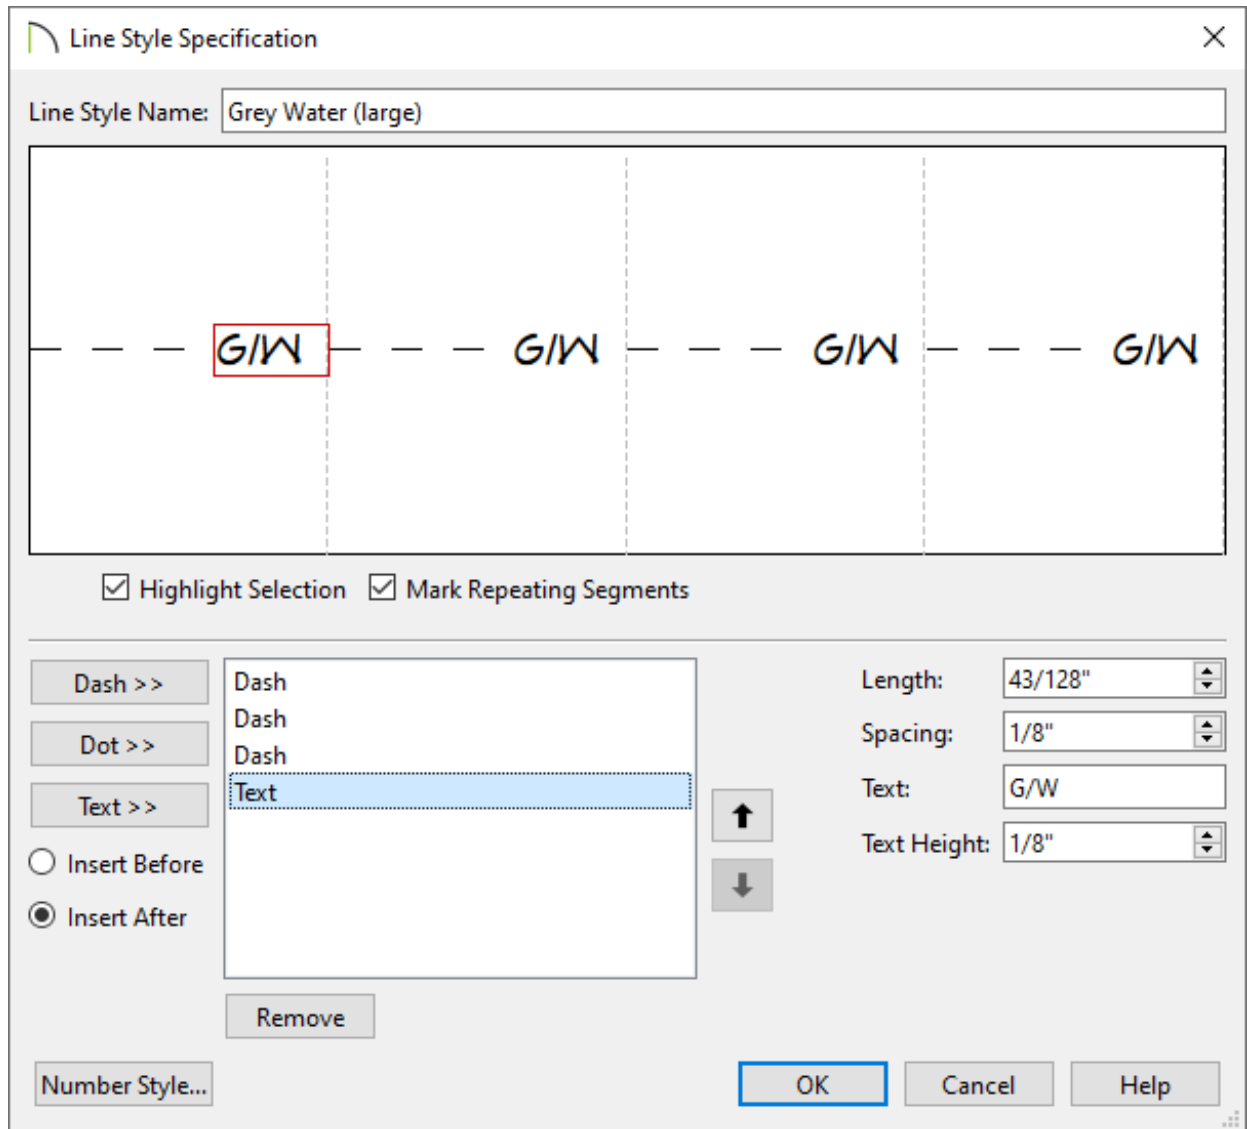 Line Style Specification
Line Style Name: Grey Water (large)
G/W G/W G/W G/W
Highlight Selection Mark Repeating Segments
Dash >>
Dot >>
Text >>
Insert Before
Insert After
Dash
Dash
Dash
Text
Remove
Length: 43/128"
Spacing: 1/8"
Text: G/W
Text Height: 1/8"
Number Style... OK Cancel Help